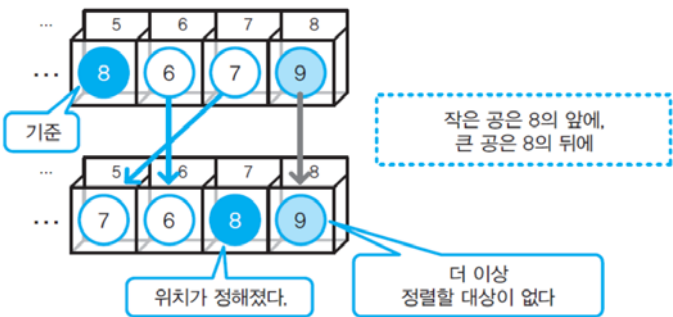 ... 5 6 7 8
... 8 6 7 9
기준
작은 공은 8의 앞에,
큰 공은 8의 뒤에
... 5 6 7 8
... 7 6 8 9
위치가 정해졌다.
더 이상
정렬할 대상이 없다